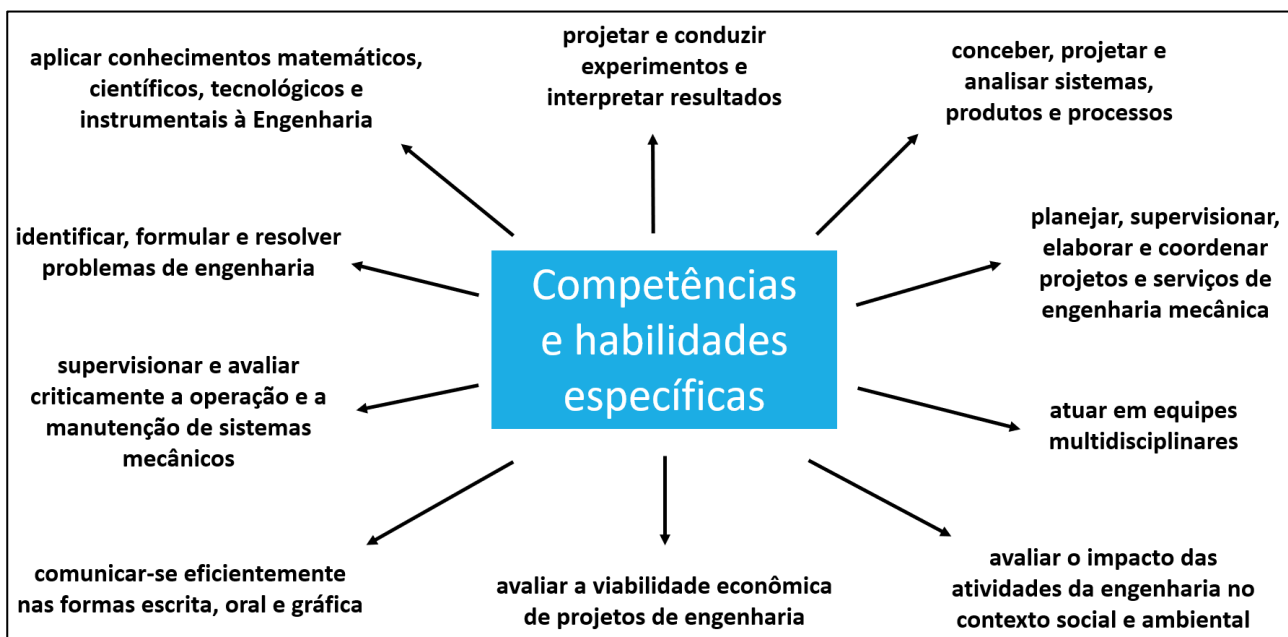 aplicar conhecimentos matemáticos,
científicos, tecnológicos e
instrumentais à Engenharia
projetar e conduzir
experimentos e
interpretar resultados
conceber, projetar e
analisar sistemas,
produtos e processos
identificar, formular e resolver
problemas de engenharia
Competências
e habilidades
específicas
planejar, supervisionar,
elaborar e coordenar
projetos e serviços de
engenharia mecânica
supervisionar e avaliar
criticamente a operação e a
manutenção de sistemas
mecânicos
atuar em equipes
multidisciplinares
comunicar-se eficientemente
nas formas escrita, oral e gráfica
avaliar a viabilidade econômica
de projetos de engenharia
avaliar o impacto das
atividades da engenharia no
contexto social e ambiental